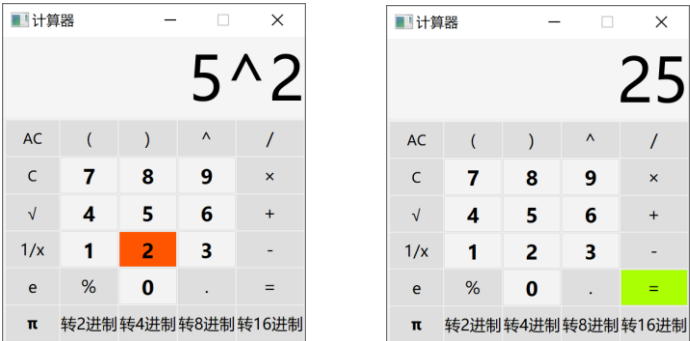 计算器
5^2
AC ( ) ^ /
C 7 8 9 ×
√ 4 5 6 +
1/x 1 2 3 -
e % 0 . =
π 转2进制 转4进制 转8进制 转16进制
计算器
25
AC ( ) ^ /
C 7 8 9 ×
√ 4 5 6 +
1/x 1 2 3 -
e % 0 . =
π 转2进制 转4进制 转8进制 转16进制